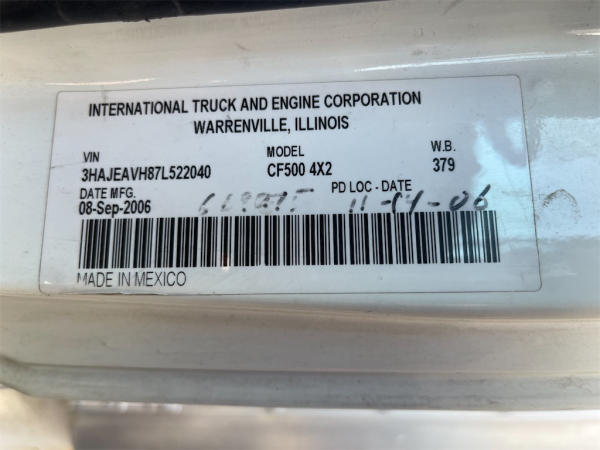 INTERNATIONAL TRUCK AND ENGINE CORPORATION
WARRENVILLE, ILLINOIS
VIN MODEL W.B.
3HAJEAVH87L522040 CF500 4X2 379
DATE MFG. PD LOC - DATE
08-Sep-2006 11-14-06
MADE IN MEXICO